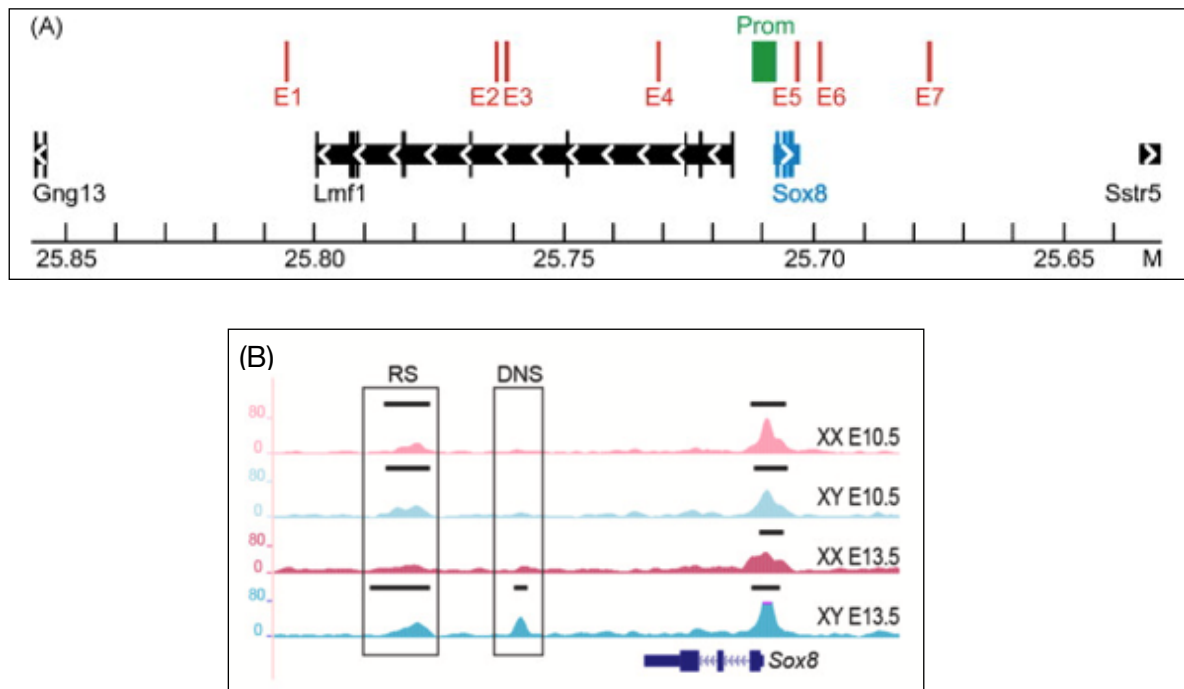 (A)
Prom
E1 E2 E3 E4 E5 E6 E7
Gng13 Lmf1 Sox8 Sstr5
25.85 25.80 25.75 25.70 25.65 M
(B)
RS DNS
80
0
XX E10.5
80
0
XY E10.5
80
0
XX E13.5
80
0
XY E13.5
Sox8